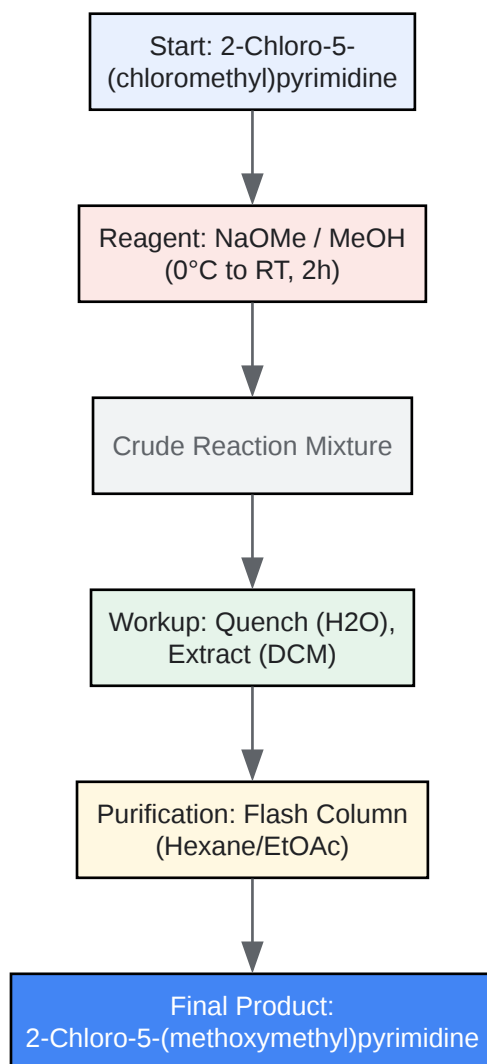 Start: 2-Chloro-5-
(chloromethyl)pyrimidine
Reagent: NaOMe / MeOH
(0°C to RT, 2h)
Crude Reaction Mixture
Workup: Quench (H2O),
Extract (DCM)
Purification: Flash Column
(Hexane/EtOAc)
Final Product:
2-Chloro-5-(methoxymethyl)pyrimidine